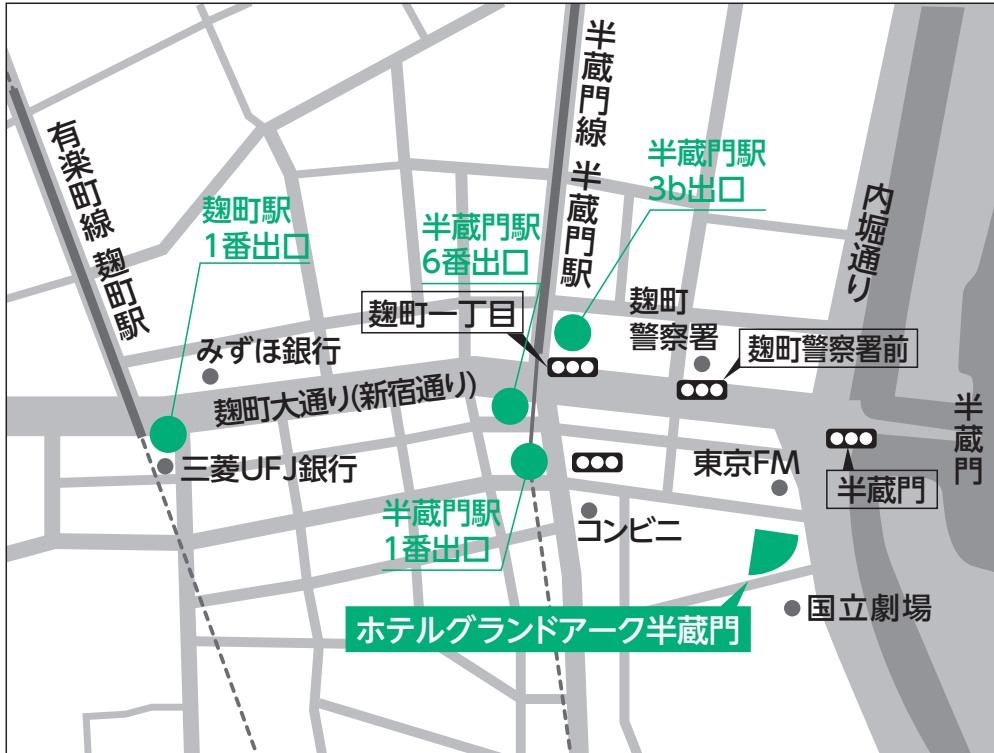 有楽町線 麹町駅
半蔵門線 半蔵門駅
半蔵門駅
3b出口
麹町駅
1番出口
半蔵門駅
6番出口
内堀通り
麹町一丁目
麹町
警察署
麹町警察署前
みずほ銀行
麹町大通り(新宿通り)
半蔵門
三菱UFJ銀行
東京FM
半蔵門
半蔵門駅
1番出口
コンビニ
国立劇場
ホテルグランドアーク半蔵門